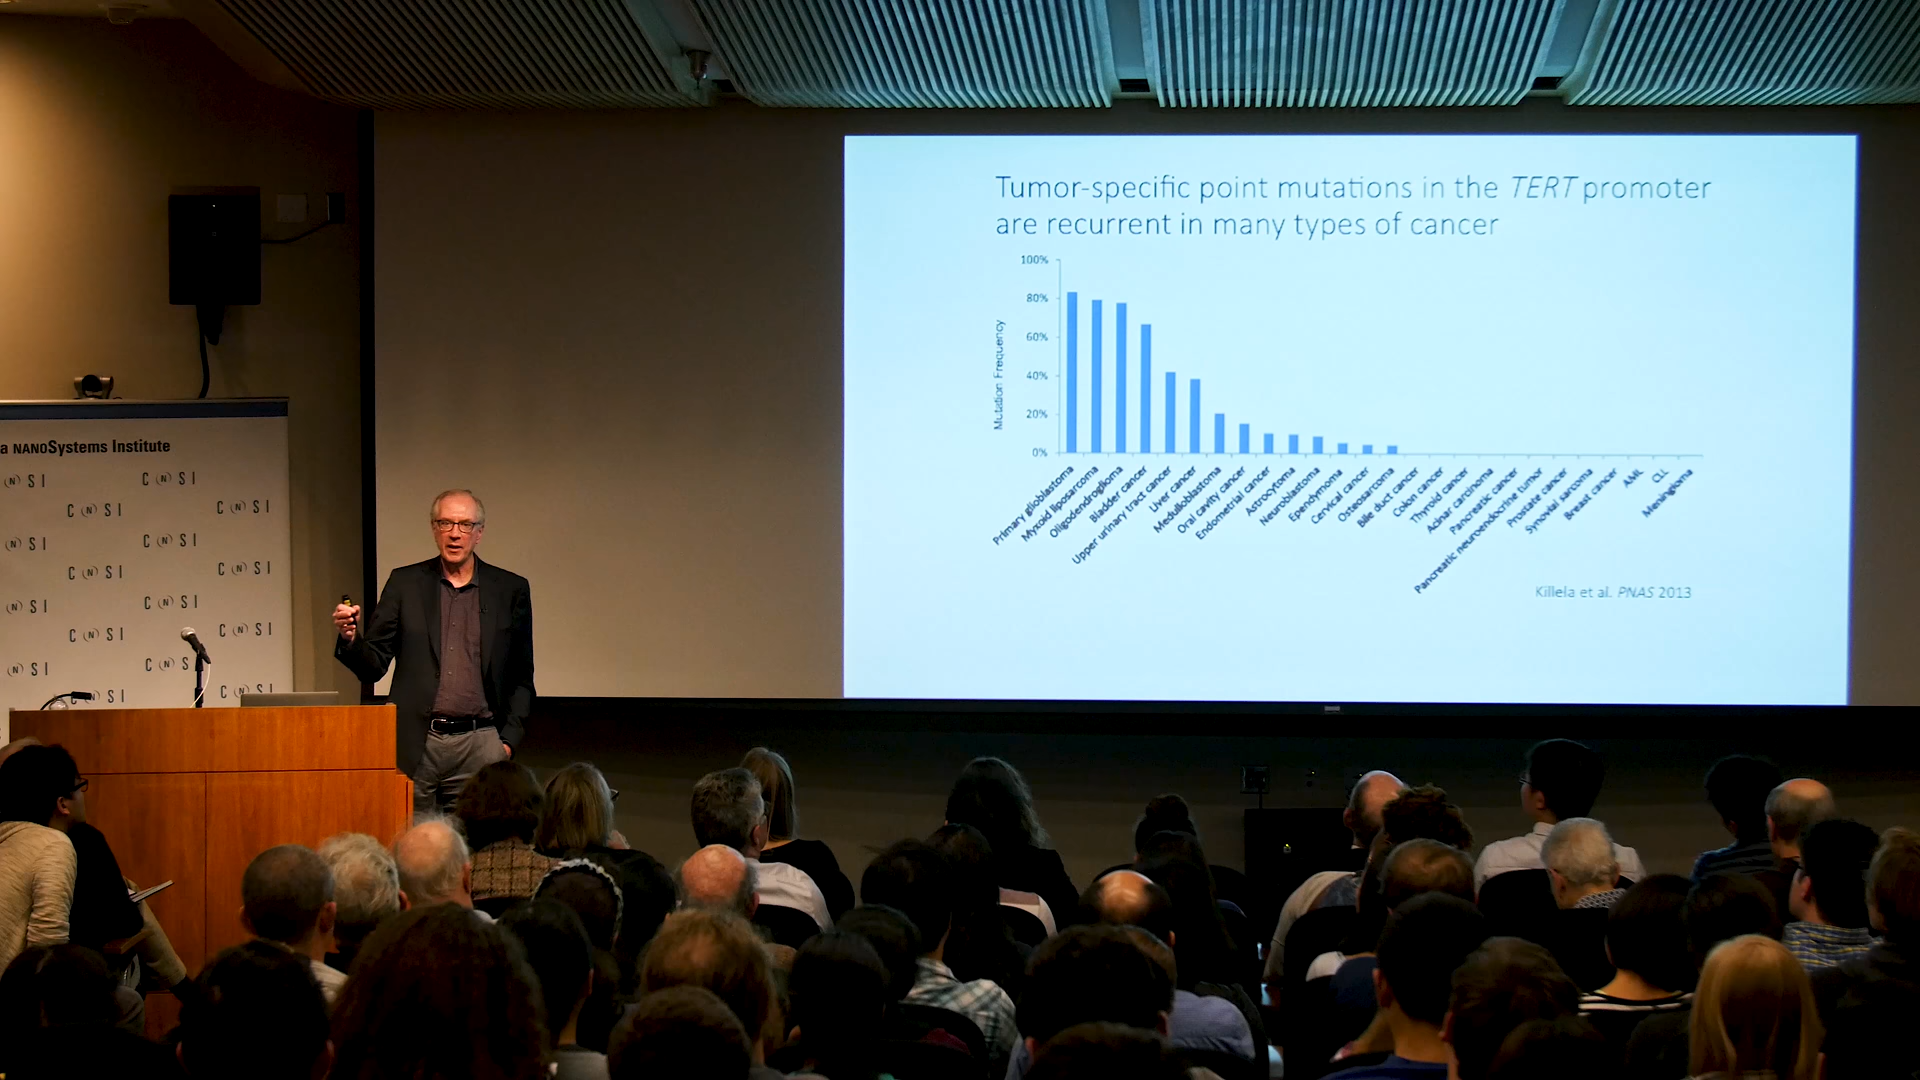 Tumor-specific point mutations in the TERT promoter
are recurrent in many types of cancer
100%
80%
60%
40%
20%
0%
Mutation Frequency
Primary glioblastoma
Myxoid liposarcoma
Oligodendroglioma
Bladder cancer
Upper urinary tract cancer
Liver cancer
Medulloblastoma
Oral cavity cancer
Endometrial cancer
Astrocytoma
Neuroblastoma
Ependymoma
Cervical cancer
Osteosarcoma
Bile duct cancer
Colon cancer
Thyroid cancer
Acinar carcinoma
Pancreatic cancer
Pancreatic neuroendocrine tumor
Prostate cancer
Synovial sarcoma
Breast cancer
AML
CLL
Meningioma
Killela et al. PNAS 2013
a NANOSystems Institute
(N) S I
C (N) S I
C (N) S I
C (N) S I
(N) S I
C (N) S I
C (N) S I
C (N) S I
(N) S I
C (N) S I
C (N) S I
C (N) S I
(N) S I
C (N) S
C (N) S I
(N) S I